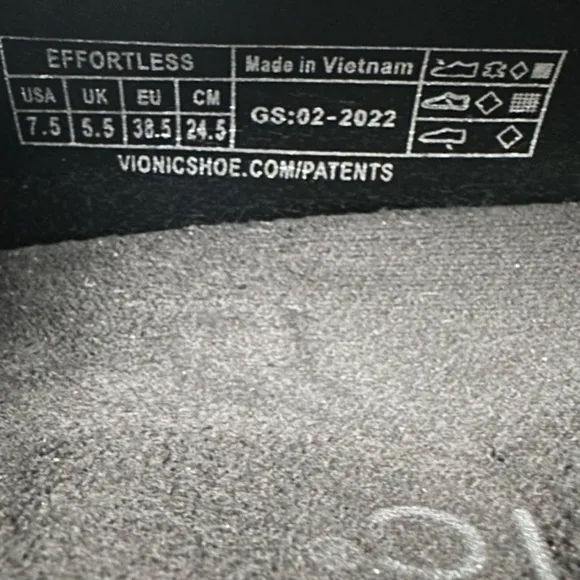 EFFORTLESS Made in Vietnam
USA UK EU CM
7.5 5.5 38.5 24.5 GS:02-2022
VIONICSHOE.COM/PATENTS